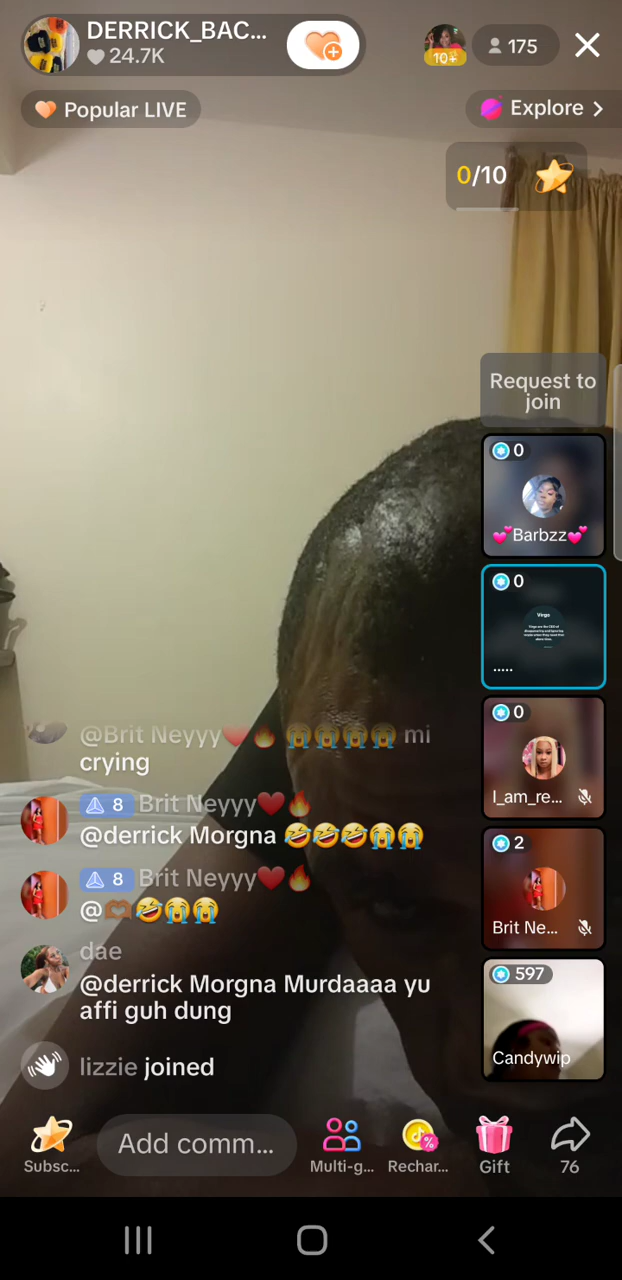 DERRICK_BAC...
24.7K
10
175
Popular LIVE
Explore
0/10
Request to
join
0
💕Barbzz💕
0
Virgo
.....
0
I_am_re...
2
Brit Ne...
597
Candywip
@Brit Neyyy❤️🔥 😭😭😭😭 mi
crying
8 Brit Neyyy❤️🔥
@derrick Morgna 🤣🤣🤣😭😭
8 Brit Neyyy❤️🔥
@🫶🏾🤣😭😭
dae
@derrick Morgna Murdaaaa yu
affi guh dung
lizzie joined
Subsc...
Add comm...
Multi-g...
Rechar...
Gift
76